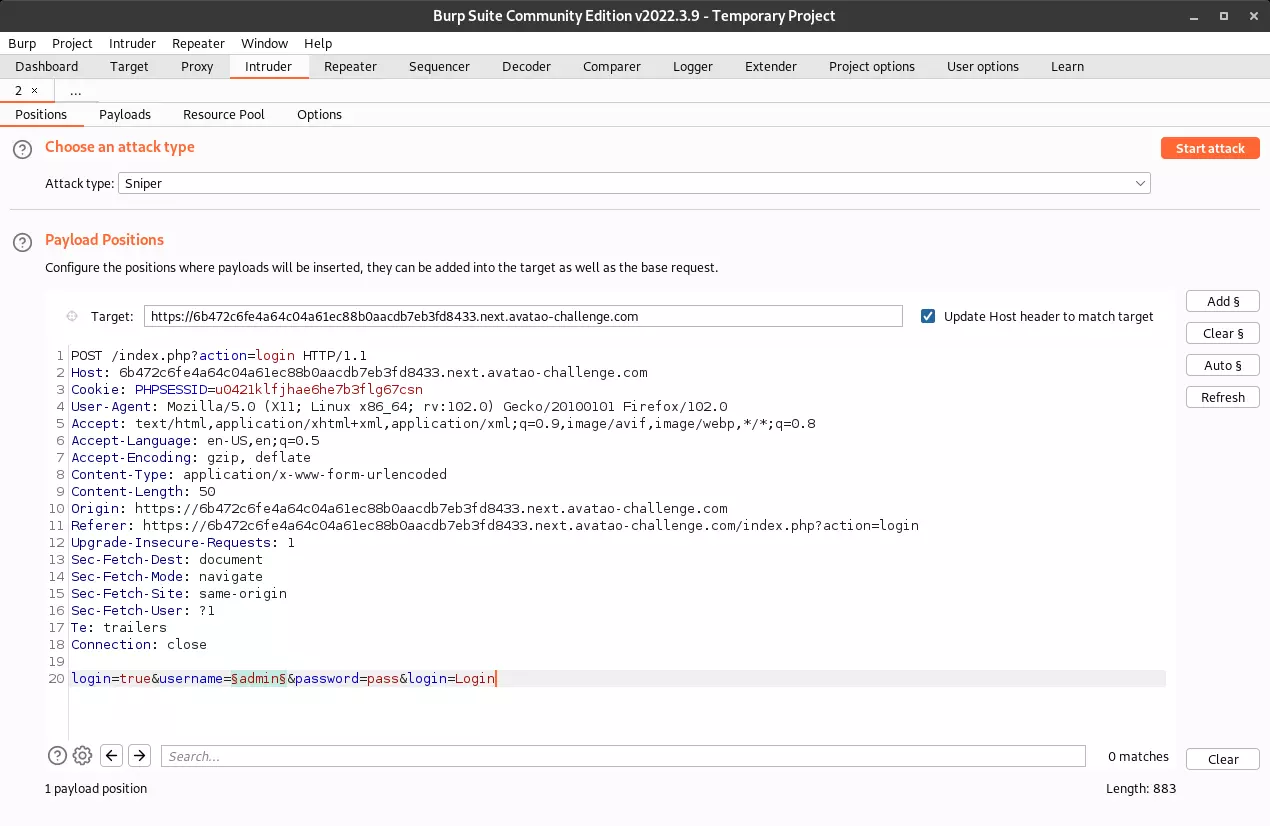 Burp Suite Community Edition v2022.3.9 - Temporary Project
Burp Project Intruder Repeater Window Help
Dashboard Target Proxy Intruder Repeater Sequencer Decoder Comparer Logger Extender Project options User options Learn
2 × ...
Positions Payloads Resource Pool Options
? Choose an attack type
Start attack
Attack type: Sniper
? Payload Positions
Configure the positions where payloads will be inserted, they can be added into the target as well as the base request.
Target: https://6b472c6fe4a64c04a61ec88b0aacdb7eb3fd8433.next.avatao-challenge.com
Update Host header to match target
Add §
Clear §
Auto §
Refresh
1 POST /index.php?action=login HTTP/1.1
2 Host: 6b472c6fe4a64c04a61ec88b0aacdb7eb3fd8433.next.avatao-challenge.com
3 Cookie: PHPSESSID=u0421klfjhae6he7b3flg67csn
4 User-Agent: Mozilla/5.0 (X11; Linux x86_64; rv:102.0) Gecko/20100101 Firefox/102.0
5 Accept: text/html,application/xhtml+xml,application/xml;q=0.9,image/avif,image/webp,*/*;q=0.8
6 Accept-Language: en-US,en;q=0.5
7 Accept-Encoding: gzip, deflate
8 Content-Type: application/x-www-form-urlencoded
9 Content-Length: 50
10 Origin: https://6b472c6fe4a64c04a61ec88b0aacdb7eb3fd8433.next.avatao-challenge.com
11 Referer: https://6b472c6fe4a64c04a61ec88b0aacdb7eb3fd8433.next.avatao-challenge.com/index.php?action=login
12 Upgrade-Insecure-Requests: 1
13 Sec-Fetch-Dest: document
14 Sec-Fetch-Mode: navigate
15 Sec-Fetch-Site: same-origin
16 Sec-Fetch-User: ?1
17 Te: trailers
18 Connection: close
19
20 login=true&username=§admin§&password=pass&login=Login
? Search... 0 matches
Clear
1 payload position
Length: 883